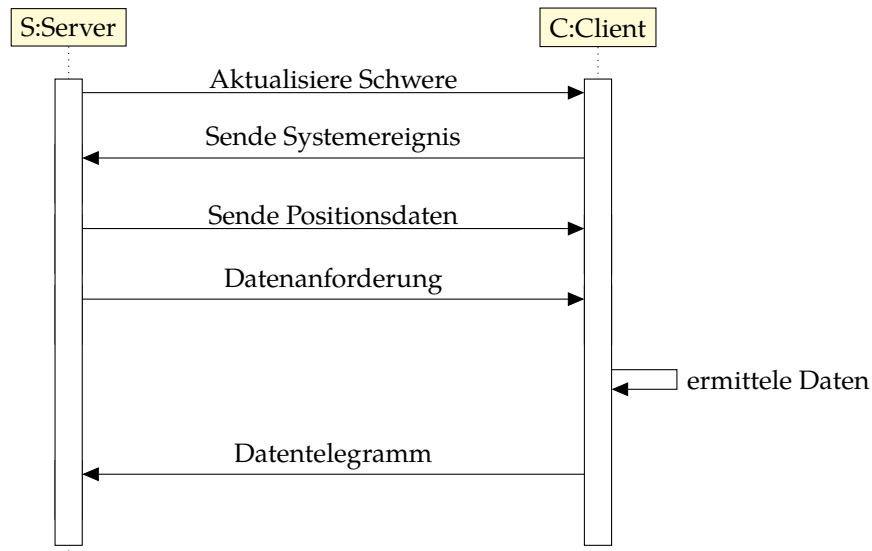 S:Server
C:Client
Aktualisiere Schwere
Sende Systemereignis
Sende Positionsdaten
Datenanforderung
ermittele Daten
Datentelegramm